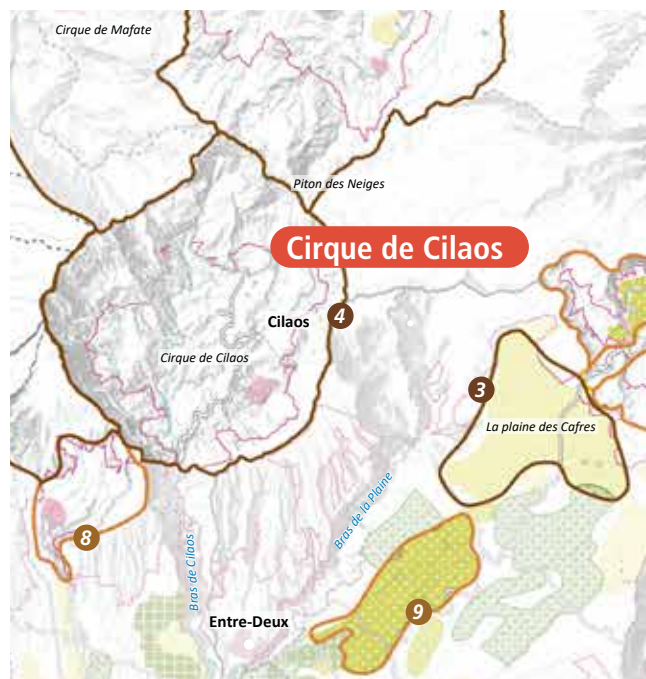 Cirque de Mafate
Piton des Neiges
Cirque de Cilaos
Cilaos
4
Cirque de Cilaos
3
La plaine des Cafres
Bras de la Plaine
8
Bras de Cilaos
9
Entre-Deux